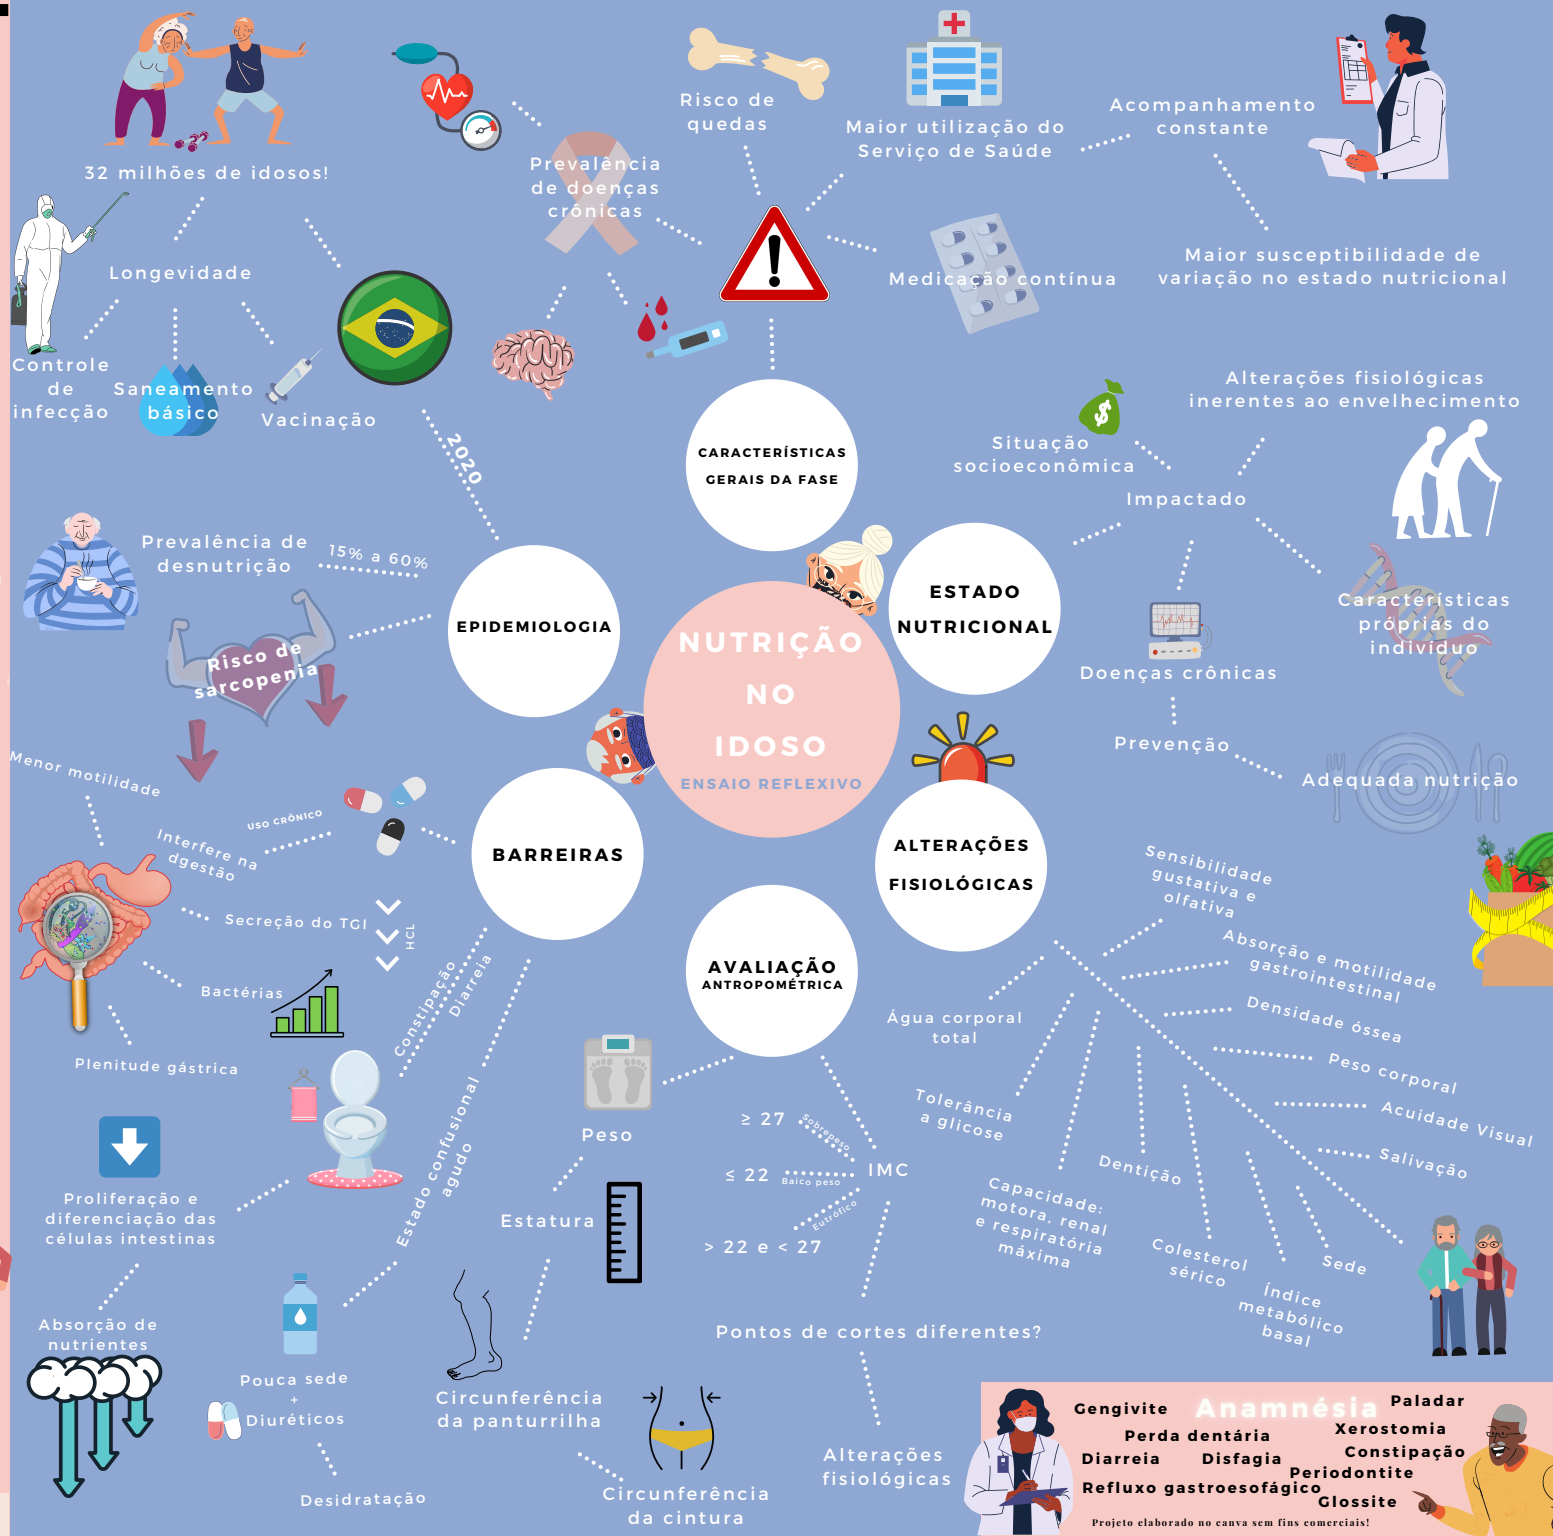 32 milhões de idosos!
Longevidade
Controle
de
infecção
Saneamento
básico
Vacinação
2020
Prevalência
de doenças
crônicas
Risco de
quedas
Maior utilização do
Serviço de Saúde
Acompanhamento
constante
Maior susceptibilidade de
variação no estado nutricional
Medicação contínua
CARACTERÍSTICAS
GERAIS DA FASE
Situação
socioeconômica
Alterações fisiológicas
inerentes ao envelhecimento
Impactado
Características
próprias do
indivíduo
Doenças crônicas
Prevenção
Adequada nutrição
ESTADO
NUTRICIONAL
Prevalência de
desnutrição
15% a 60%
EPIDEMIOLOGIA
Risco de
sarcopenia
NUTRIÇÃO
NO
IDOSO
ENSAIO REFLEXIVO
BARREIRAS
Menor motilidade
Interfere na
dgestão
USO CRÔNICO
Secreção do TGI
HCL
Bactérias
Plenitude gástrica
Constipação
Diarreia
Estado confusional
agudo
Proliferação e
diferenciação das
células intestinas
Absorção de
nutrientes
Pouca sede
+
Diuréticos
Desidratação
ALTERAÇÕES
FISIOLÓGICAS
Sensibilidade
gustativa e
olfativa
Absorção e motilidade
gastrointestinal
Densidade óssea
Peso corporal
Acuidade Visual
Salivação
Sede
Índice
metabólico
basal
Colesterol
sérico
Dentição
Capacidade:
motora, renal
e respiratória
máxima
Tolerância
a glicose
Água corporal
total
AVALIAÇÃO
ANTROPOMÉTRICA
Peso
Estatura
Circunferência
da panturrilha
Circunferência
da cintura
IMC
≥ 27
Sobrepeso
≤ 22
Baico peso
> 22 e < 27
Eutrófico
Pontos de cortes diferentes?
Alterações
fisiológicas
Anamnésia
Gengivite
Paladar
Perda dentária
Xerostomia
Diarreia
Disfagia
Constipação
Periodontite
Refluxo gastroesofágico
Glossite
Projeto elaborado no canva sem fins comerciais!